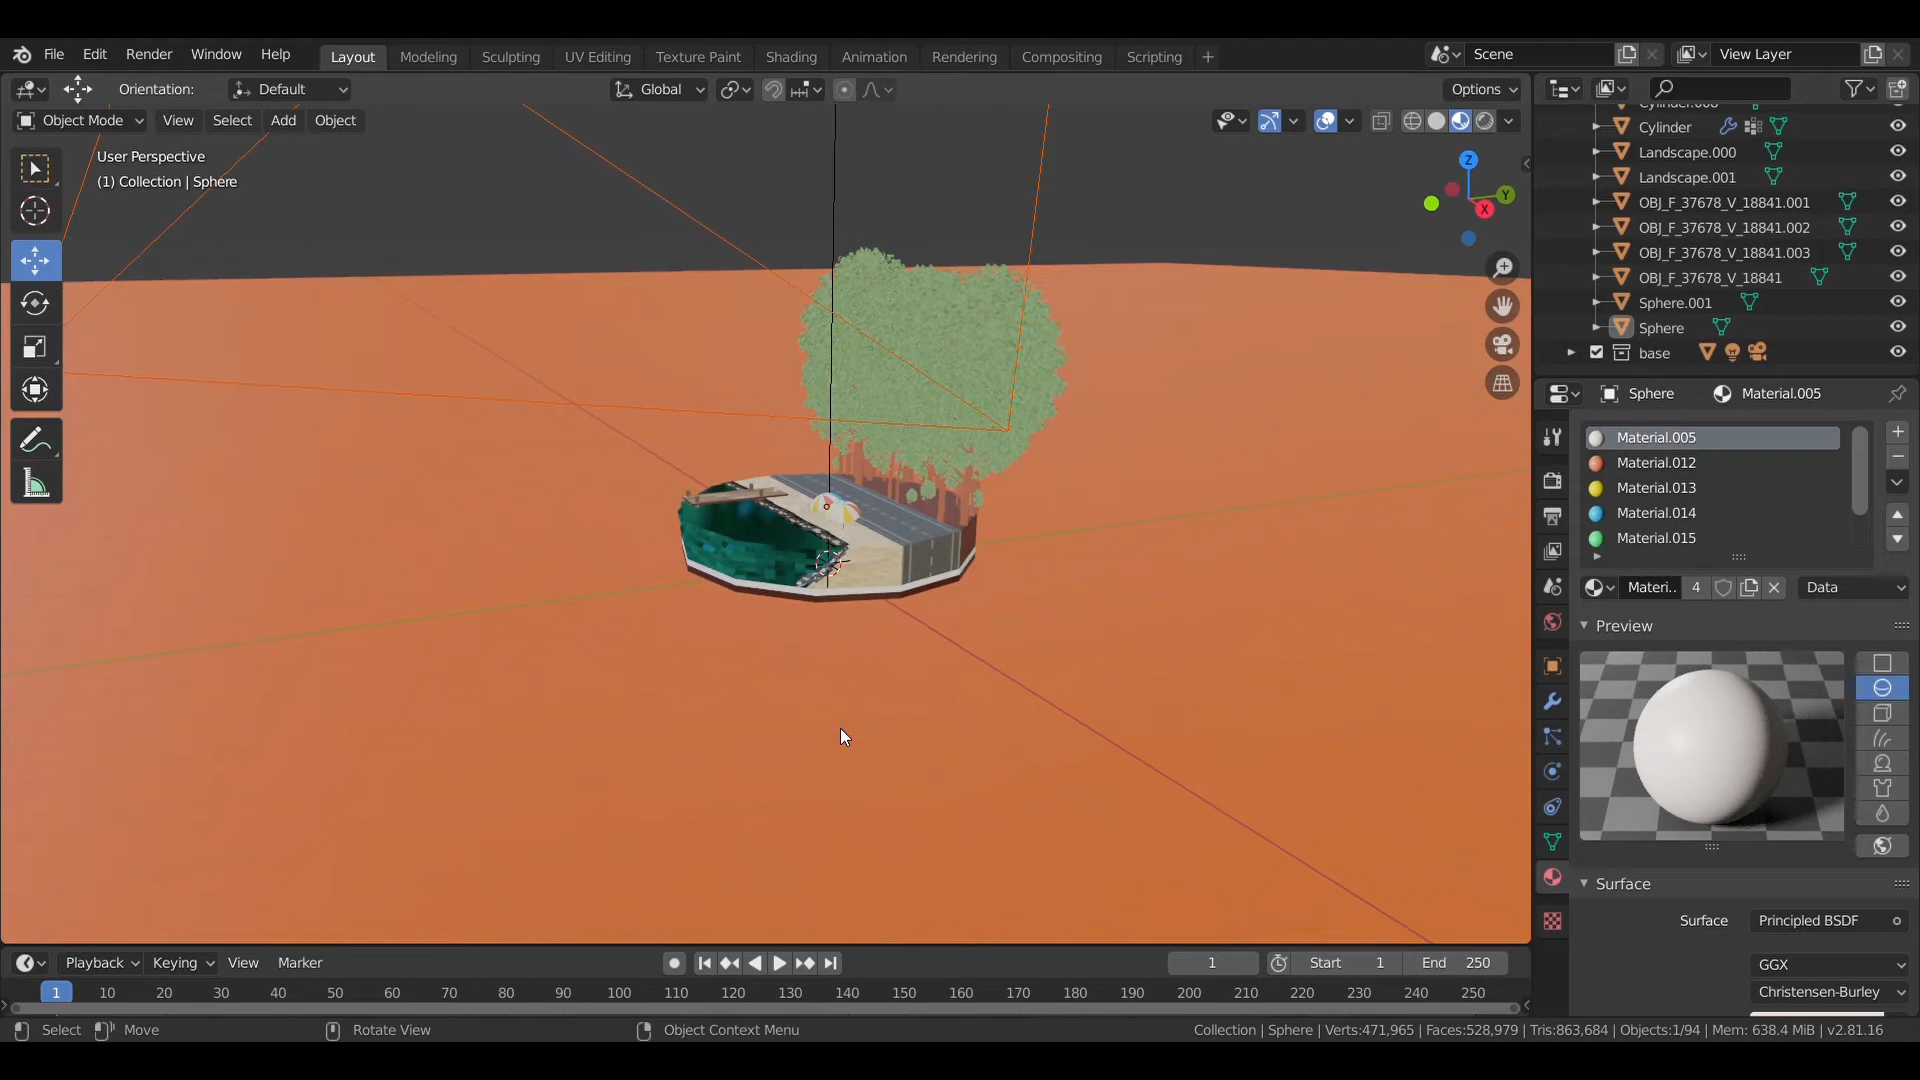 File Edit Render Window Help Layout Modeling Sculpting UV Editing Texture Paint Shading Animation Rendering Compositing Scripting + Scene View Layer
Orientation: Default Global Options
Object Mode View Select Add Object
User Perspective
(1) Collection | Sphere
Z
Y
X
Cylinder
Landscape.000
Landscape.001
OBJ_F_37678_V_18841.001
OBJ_F_37678_V_18841.002
OBJ_F_37678_V_18841.003
OBJ_F_37678_V_18841
Sphere.001
Sphere
base
Sphere Material.005
Material.005
Material.012
Material.013
Material.014
Material.015
Materi.. 4 Data
Preview
Surface
Surface Principled BSDF
GGX
Christensen-Burley
Playback Keying View Marker 1 Start 1 End 250
1 10 20 30 40 50 60 70 80 90 100 110 120 130 140 150 160 170 180 190 200 210 220 230 240 250
Select Move Rotate View Object Context Menu Collection | Sphere | Verts:471,965 | Faces:528,979 | Tris:863,684 | Objects:1/94 | Mem: 638.4 MiB | v2.81.16